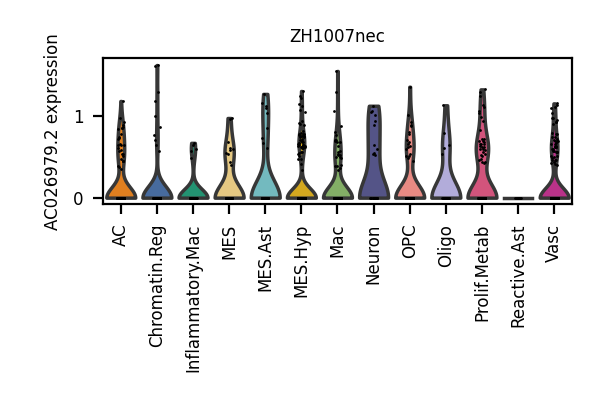 ZH1007nec
AC026979.2 expression
1
0
AC
Chromatin.Reg
Inflammatory.Mac
MES
MES.Ast
MES.Hyp
Mac
Neuron
OPC
Oligo
Prolif.Metab
Reactive.Ast
Vasc